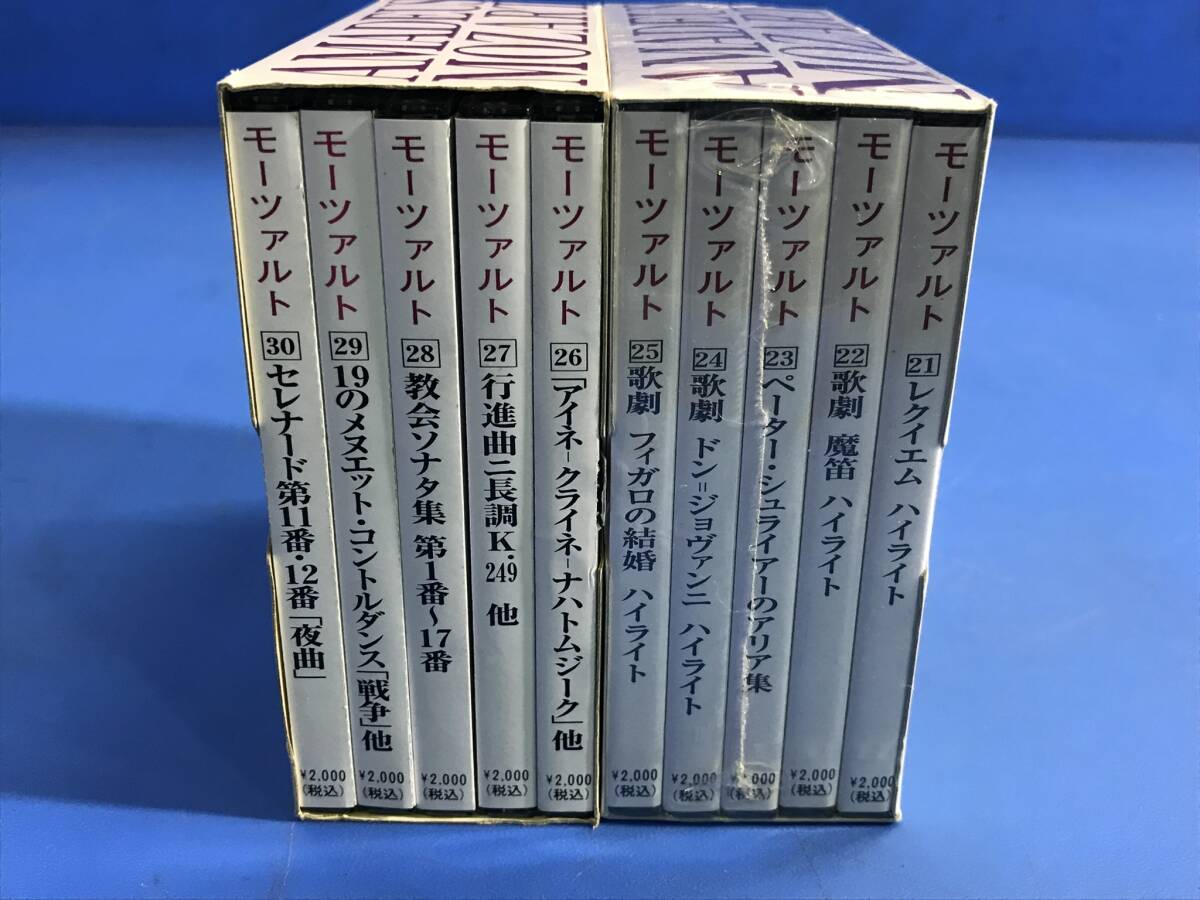 AMADEU
MOZART
AMADEU
MOZAR
モーツァルト 30 セレナード第11番・12番「夜曲」
¥2,000
(税込)
モーツァルト 29 19のメヌエット・コントルダンス「戦争」他
¥2,000
(税込)
モーツァルト 28 教会ソナタ集 第1番～17番
¥2,000
(税込)
モーツァルト 27 行進曲ニ長調K.249 他
¥2,000
(税込)
モーツァルト 26 「アイネ=クライネ=ナハトムジーク」他
¥2,000
(税込)
モーツァルト 25 歌劇 フィガロの結婚 ハイライト
¥2,000
(税込)
モーツァルト 24 歌劇 ドン=ジョヴァンニ ハイライト
¥2,000
(税込)
モーツァルト 23 ペーター・シュライアーのアリア集
¥2,000
(税込)
モーツァルト 22 歌劇 魔笛 ハイライト
¥2,000
(税込)
モーツァルト 21 レクイエム ハイライト
¥2,000
(税込)